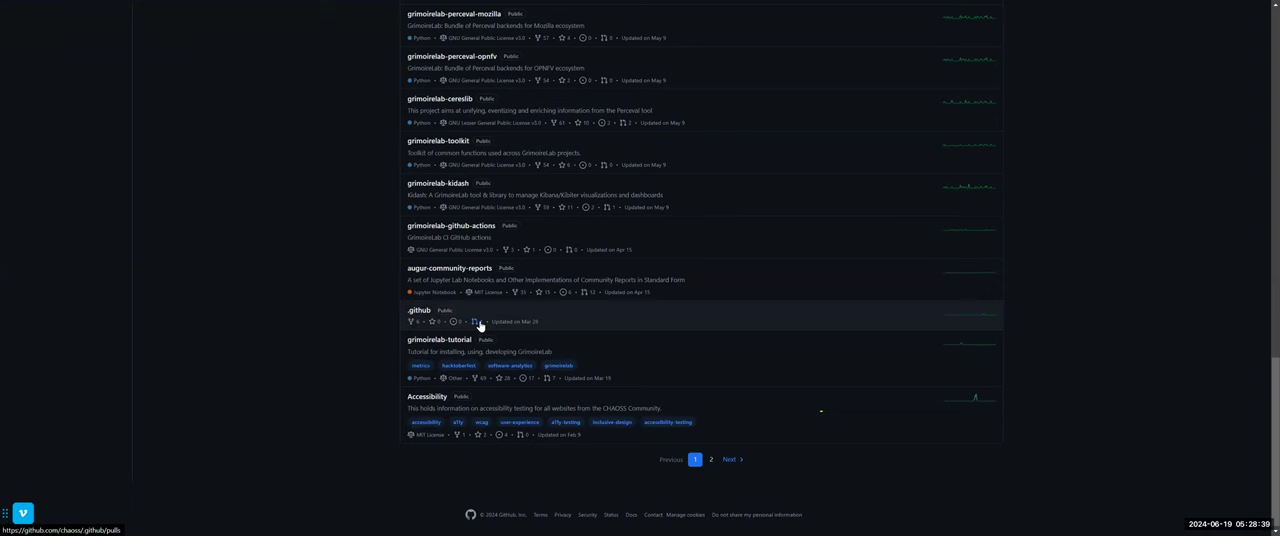 grimoirelab-perceval-mozilla Public
GrimoireLab: Bundle of Perceval backends for Mozilla ecosystem
Python • GNU General Public License v3.0 • 57 • 4 • 0 • 0 • Updated on May 9
grimoirelab-perceval-opnfv Public
GrimoireLab: Bundle of Perceval backends for OPNFV ecosystem
Python • GNU General Public License v3.0 • 54 • 2 • 0 • 0 • Updated on May 9
grimoirelab-cereslib Public
This project aims at unifying, eventizing and enriching information from the Perceval tool
Python • GNU Lesser General Public License v3.0 • 61 • 10 • 3 • 2 • Updated on May 9
grimoirelab-toolkit Public
Toolkit of common functions used across GrimoireLab projects.
Python • GNU General Public License v3.0 • 54 • 6 • 0 • 0 • Updated on May 9
grimoirelab-kidash Public
Kidash: A GrimoireLab tool & library to manage Kibana/Kibiter visualizations and dashboards
Python • GNU General Public License v3.0 • 59 • 11 • 2 • 1 • Updated on May 9
grimoirelab-github-actions Public
GrimoireLab CI GitHub actions
GNU General Public License v3.0 • 3 • 1 • 0 • 0 • Updated on Apr 15
augur-community-reports Public
A set of Jupyter Lab Notebooks and Other Implementations of Community Reports in Standard Form
Jupyter Notebook • MIT License • 35 • 15 • 6 • 12 • Updated on Apr 15
.github Public
6 • 0 • 0 • • Updated on Mar 29
grimoirelab-tutorial Public
Tutorial for installing, using, developing GrimoireLab
metrics hacktoberfest software-analytics grimoirelab
Python • Other • 69 • 28 • 17 • 7 • Updated on Mar 19
Accessibility Public
This holds information on accessibility testing for all websites from the CHAOSS Community.
accessibility a11y wcag user-experience a11y-testing inclusive-design accessibility-testing
MIT License • 1 • 2 • 4 • 0 • Updated on Feb 9
Previous 1 2 Next
© 2024 GitHub, Inc. Terms Privacy Security Status Docs Contact Manage cookies Do not share my personal information
https://github.com/chaoss/.github/pulls
2024-06-19 05:28:39